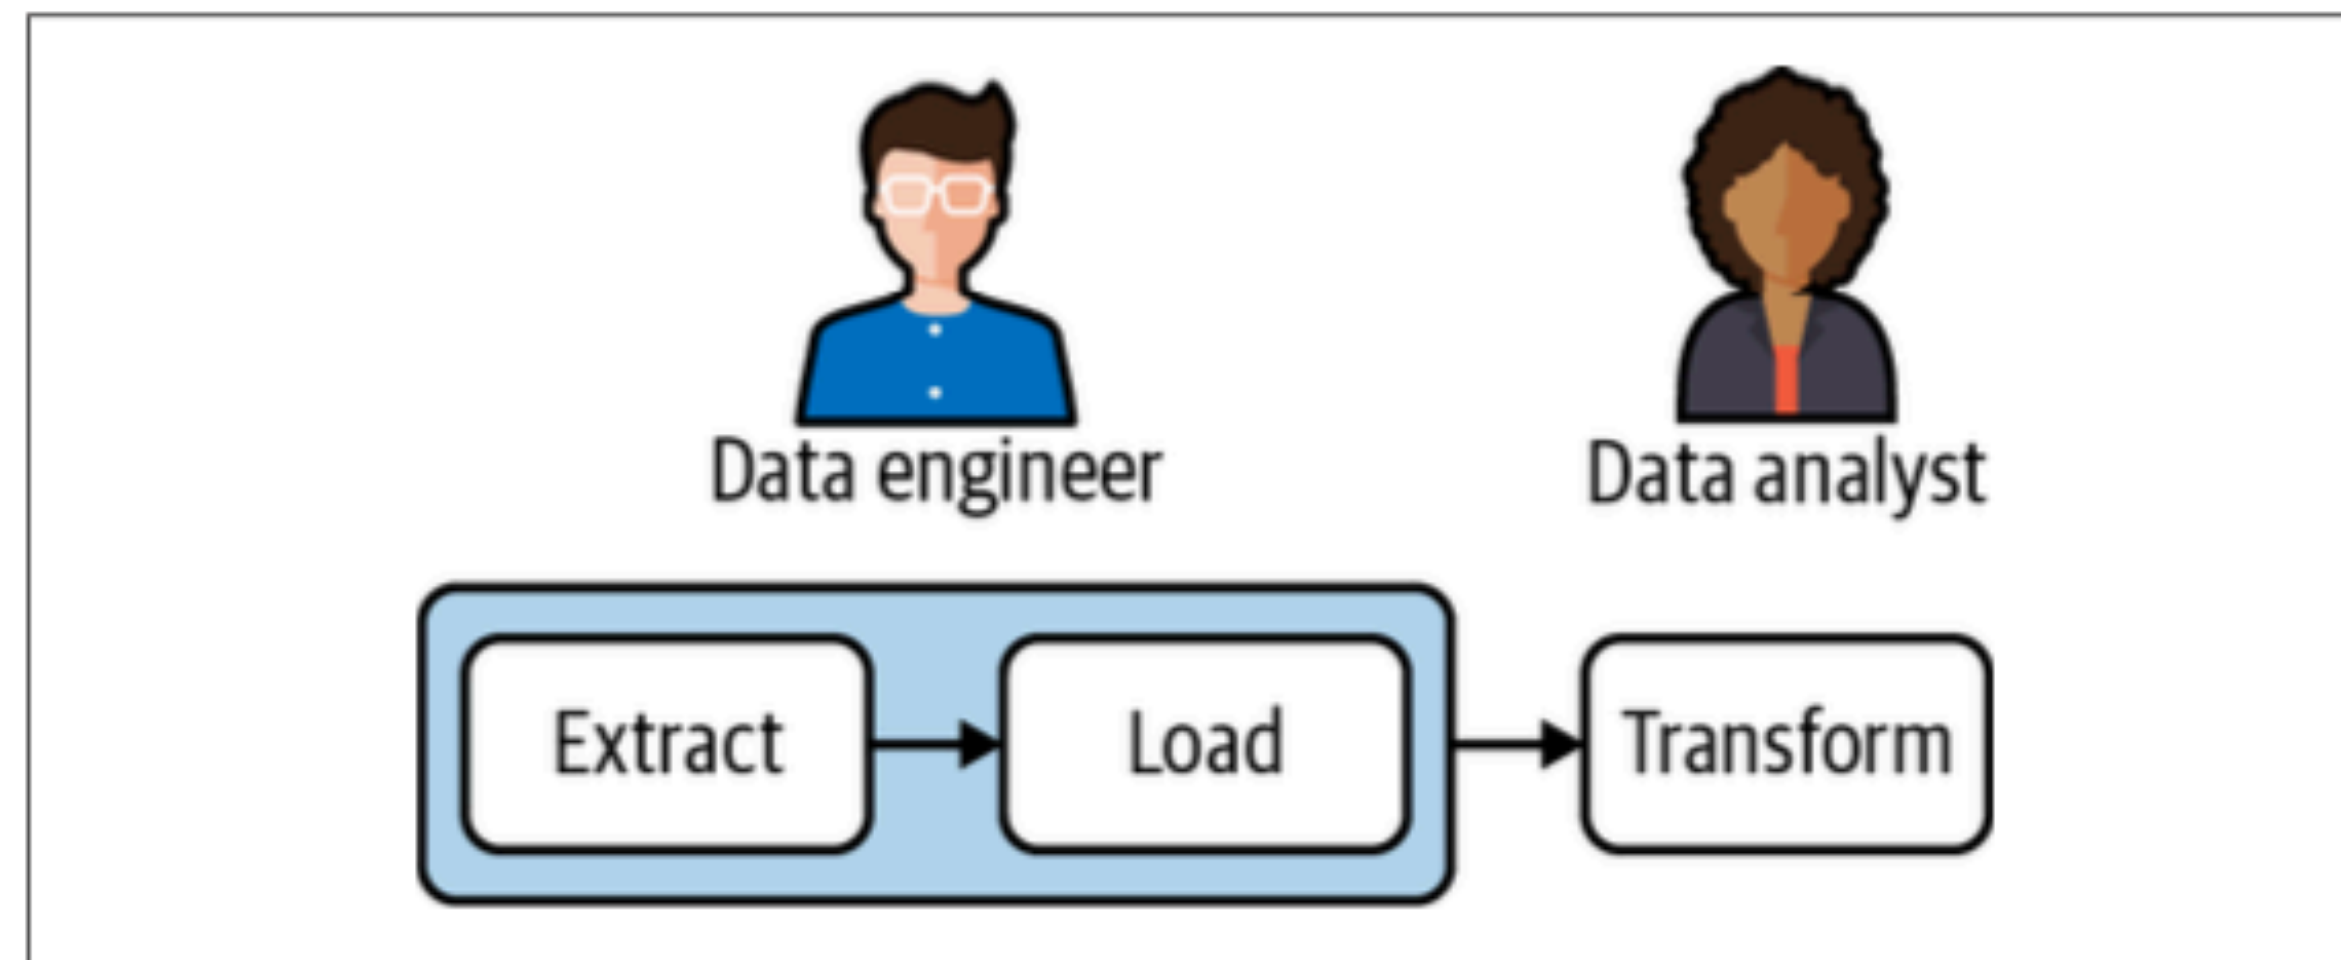 Data engineer
Data analyst
Extract
Load
Transform